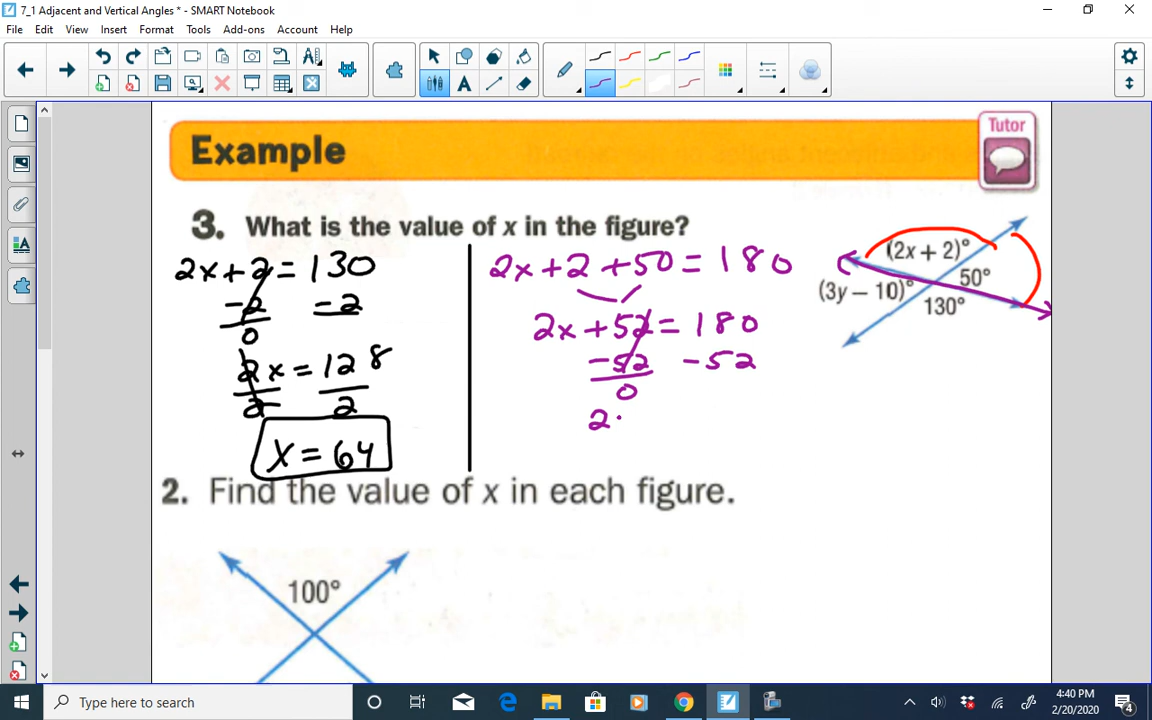 7_1 Adjacent and Vertical Angles * - SMART Notebook
File Edit View Insert Format Tools Add-ons Account Help
Example
Tutor
3. What is the value of x in the figure?
2x+2=130
-2 =2
0
2x=128
2 2
x=64
2x+2+50=180
2x+52=180
-52 -52
0
2
(2x + 2)°
50°
(3y – 10)°
130°
2. Find the value of x in each figure.
100°
Type here to search
4:40 PM
2/20/2020
4